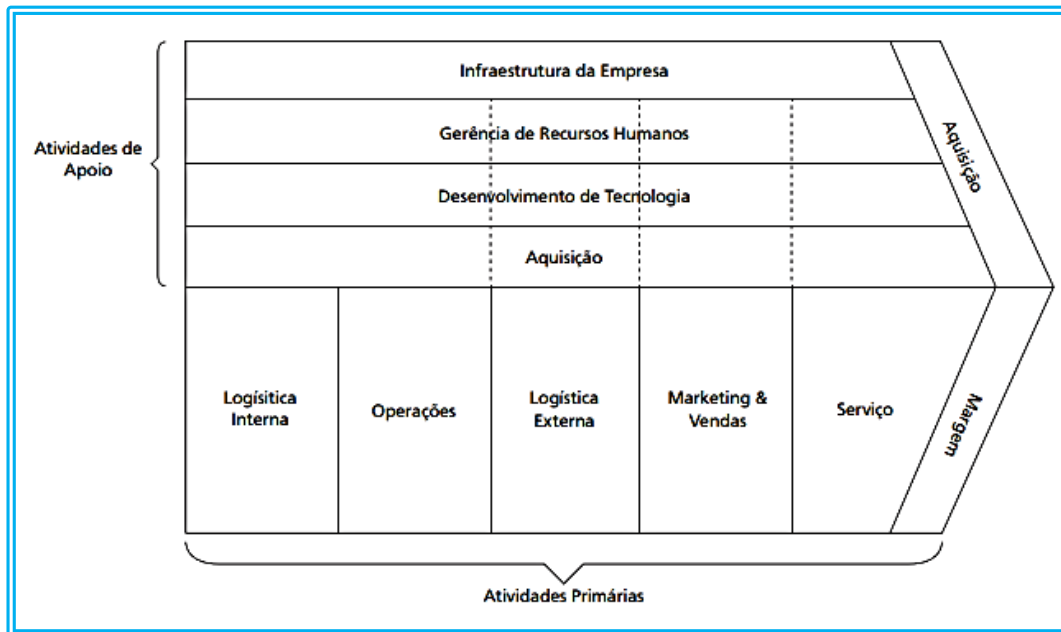 Infraestrutura da Empresa
Gerência de Recursos Humanos
Atividades de
Apoio
Desenvolvimento de Tecnologia
Aquisição
Aquisição
Logísitica
Interna
Operações
Logística
Externa
Marketing &
Vendas
Serviço
Margem
Atividades Primárias